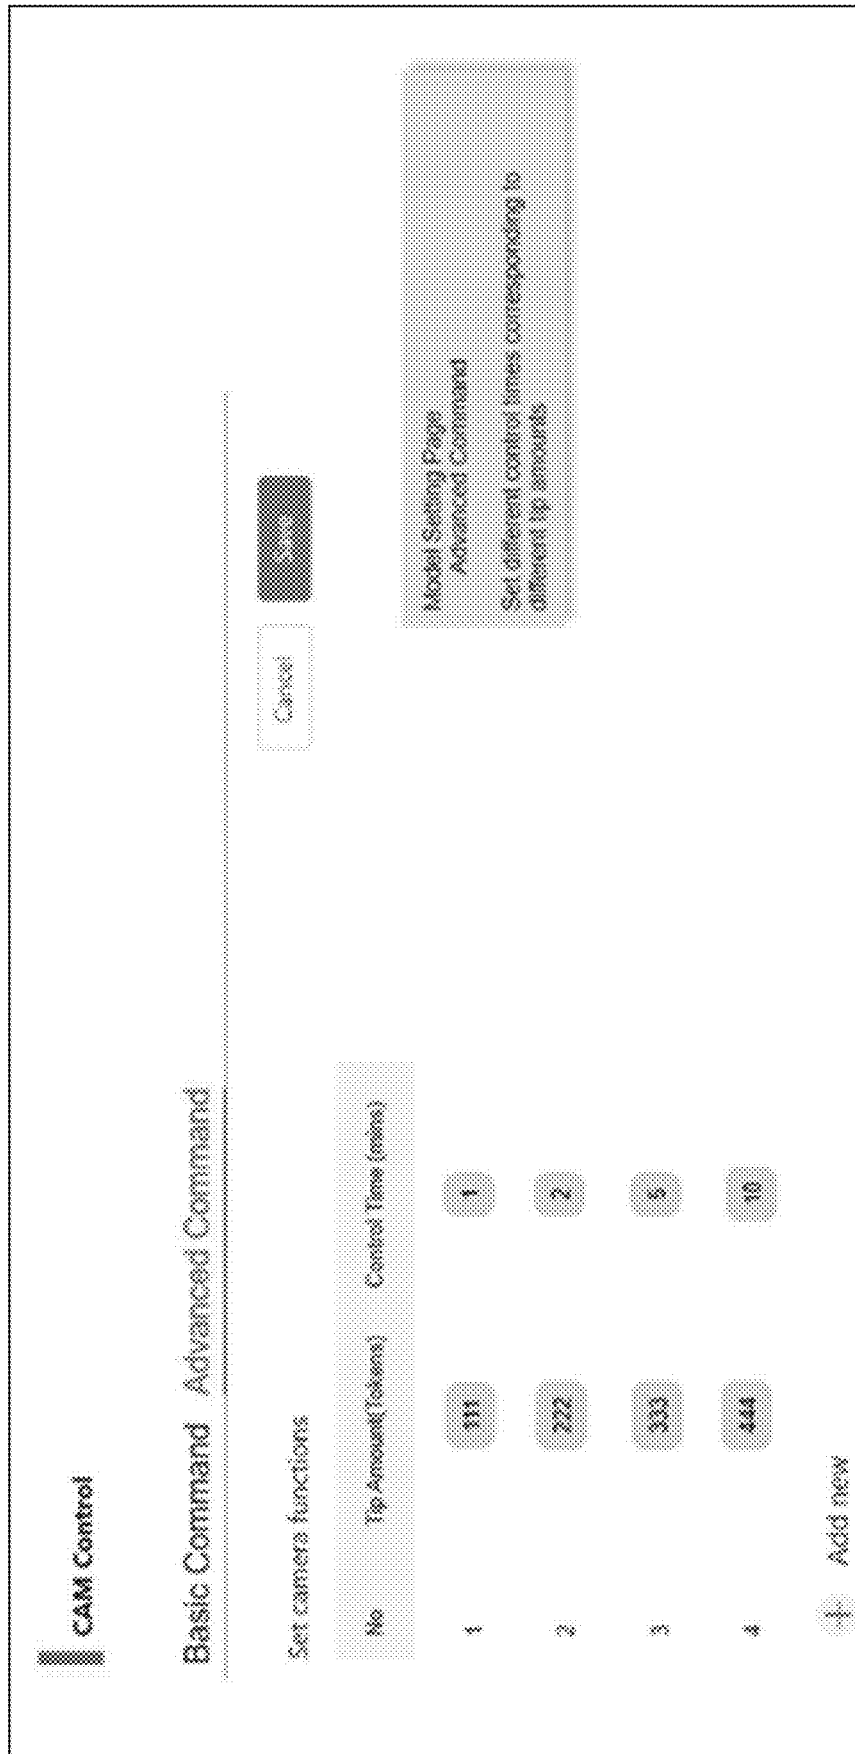 CAM Control
Basic Command Advanced Command
Set camera functions
Cancel
No Tip Amount(Tokens) Control Time (mins)
1 111 1
2 222 2
3 333 5
4 444 10
+ Add new
Model Setting Page
Advanced Command
Set different control times corresponding to
different tip amounts